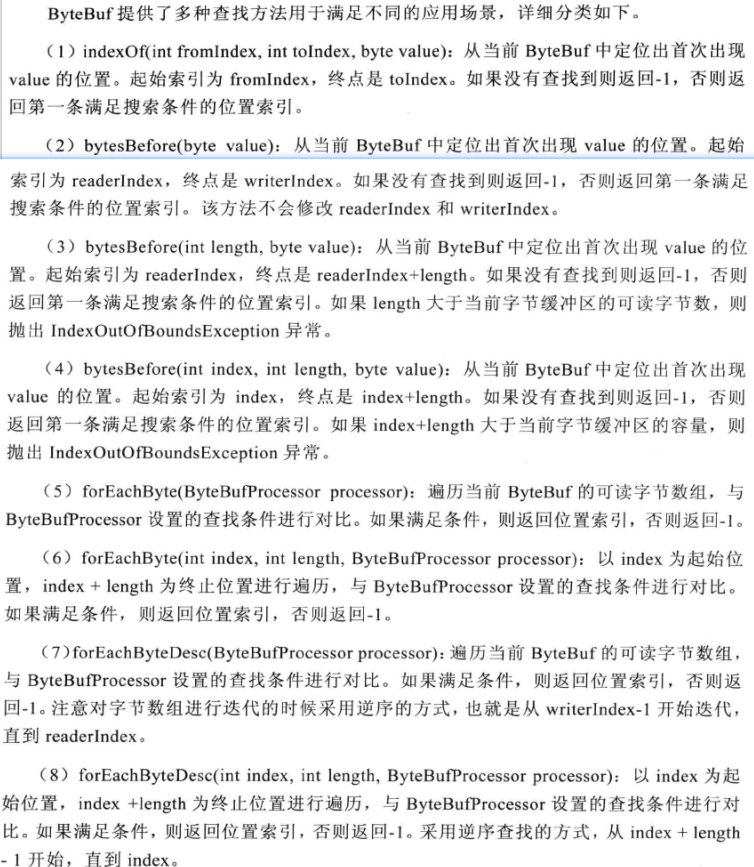 ByteBuf 提供了多种查找方法用于满足不同的应用场景，详细分类如下。
（1）indexOf(int fromIndex, int toIndex, byte value)：从当前 ByteBuf 中定位出首次出现
value 的位置。起始索引为 fromIndex，终点是 toIndex。如果没有查找到则返回-1，否则返
回第一条满足搜索条件的位置索引。
（2）bytesBefore(byte value)：从当前 ByteBuf 中定位出首次出现 value 的位置。起始
索引为 readerIndex，终点是 writerIndex。如果没有查找到则返回-1，否则返回第一条满足
搜索条件的位置索引。该方法不会修改 readerIndex 和 writerIndex。
（3）bytesBefore(int length, byte value)：从当前 ByteBuf 中定位出首次出现 value 的位
置。起始索引为 readerIndex，终点是 readerIndex+length。如果没有查找到则返回-1，否则
返回第一条满足搜索条件的位置索引。如果 length 大于当前字节缓冲区的可读字节数，则
抛出 IndexOutOfBoundsException 异常。
（4）bytesBefore(int index, int length, byte value)：从当前 ByteBuf 中定位出首次出现
value 的位置。起始索引为 index，终点是 index+length。如果没有查找到则返回-1，否则
返回第一条满足搜索条件的位置索引。如果 index+length 大于当前字节缓冲区的容量，则
抛出 IndexOutOfBoundsException 异常。
（5）forEachByte(ByteBufProcessor processor)：遍历当前 ByteBuf 的可读字节数组，与
ByteBufProcessor 设置的查找条件进行对比。如果满足条件，则返回位置索引，否则返回-1。
（6）forEachByte(int index, int length, ByteBufProcessor processor)：以 index 为起始位
置，index + length 为终止位置进行遍历，与 ByteBufProcessor 设置的查找条件进行对比。
如果满足条件，则返回位置索引，否则返回-1。
（7）forEachByteDesc(ByteBufProcessor processor)：遍历当前 ByteBuf 的可读字节数组，
与 ByteBufProcessor 设置的查找条件进行对比。如果满足条件，则返回位置索引，否则返
回-1。注意对字节数组进行迭代的时候采用逆序的方式，也就是从 writerIndex-1 开始迭代，
直到 readerIndex。
（8）forEachByteDesc(int index, int length, ByteBufProcessor processor)：以 index 为起
始位置，index +length 为终止位置进行遍历，与 ByteBufProcessor 设置的查找条件进行对
比。如果满足条件，则返回位置索引，否则返回-1。采用逆序查找的方式，从 index + length
- 1 开始，直到 index。